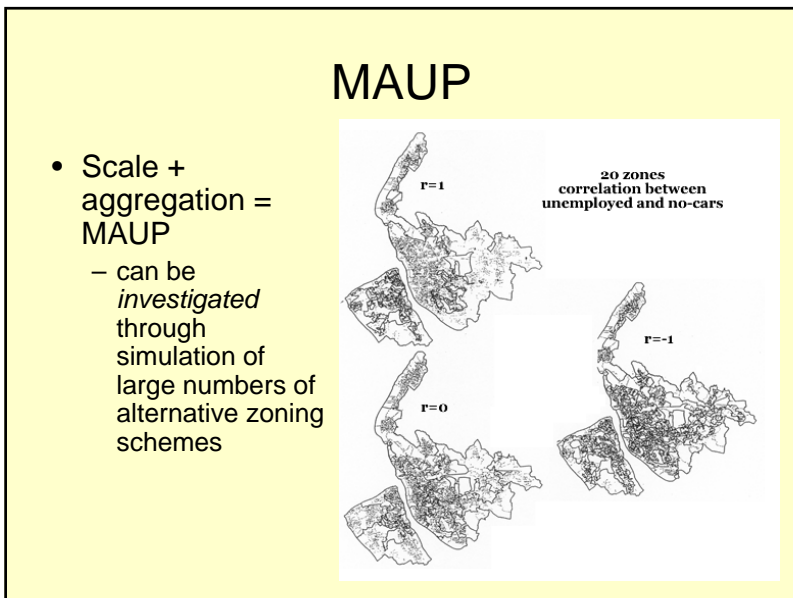 MAUP
• Scale +
aggregation =
MAUP
– can be
investigated
through
simulation of
large numbers of
alternative zoning
schemes
r=1
20 zones
correlation between
unemployed and no-cars
r=-1
r=0